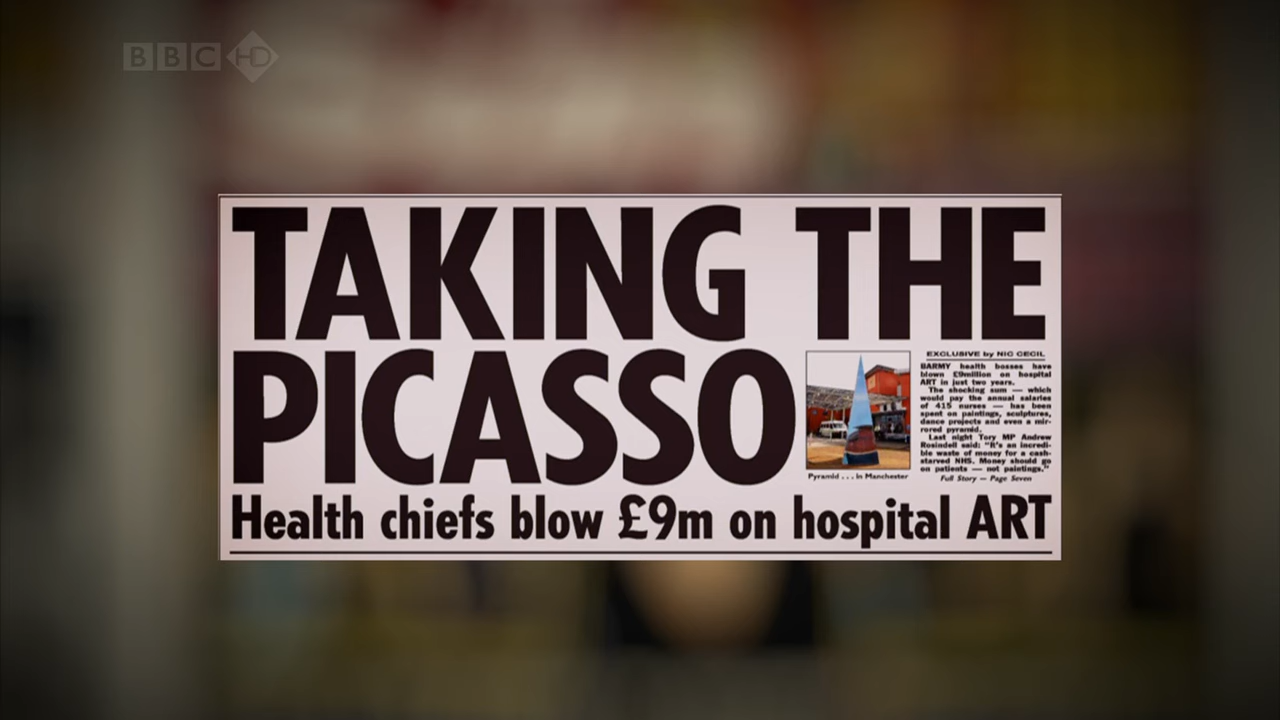 BBC HD
TAKING THE
PICASSO
EXCLUSIVE by NIC CECIL
BARMY health bosses have
blown £9million on hospital
ART in just two years.
The shocking sum — which
would pay the annual salaries
of 415 nurses — has been
spent on paintings, sculptures,
dance projects and even a mir-
rored pyramid.
Last night Tory MP Andrew
Rosindell said: "It's an incredi-
ble waste of money for a cash-
starved NHS. Money should go
on patients — not paintings."
Full Story — Page Seven
Pyramid . . . in Manchester
Health chiefs blow £9m on hospital ART